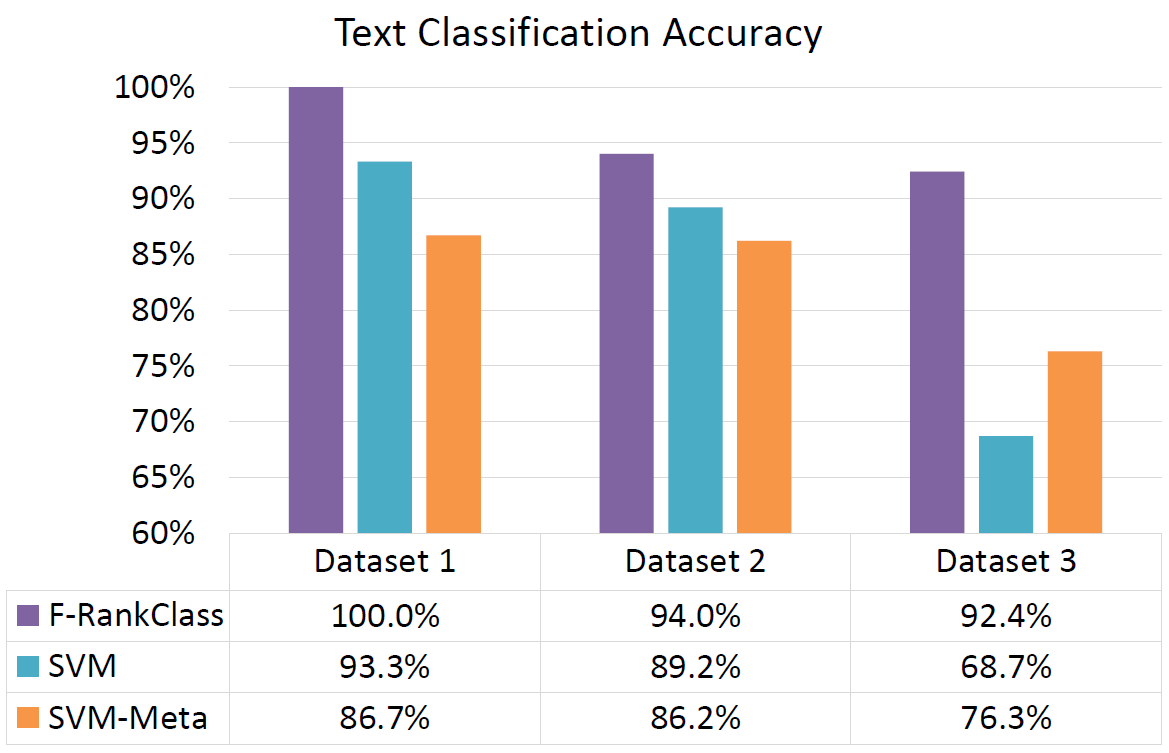 Text Classification Accuracy
100%
95%
90%
85%
80%
75%
70%
65%
60%
Dataset 1 Dataset 2 Dataset 3
F-RankClass 100.0% 94.0% 92.4%
SVM 93.3% 89.2% 68.7%
SVM-Meta 86.7% 86.2% 76.3%